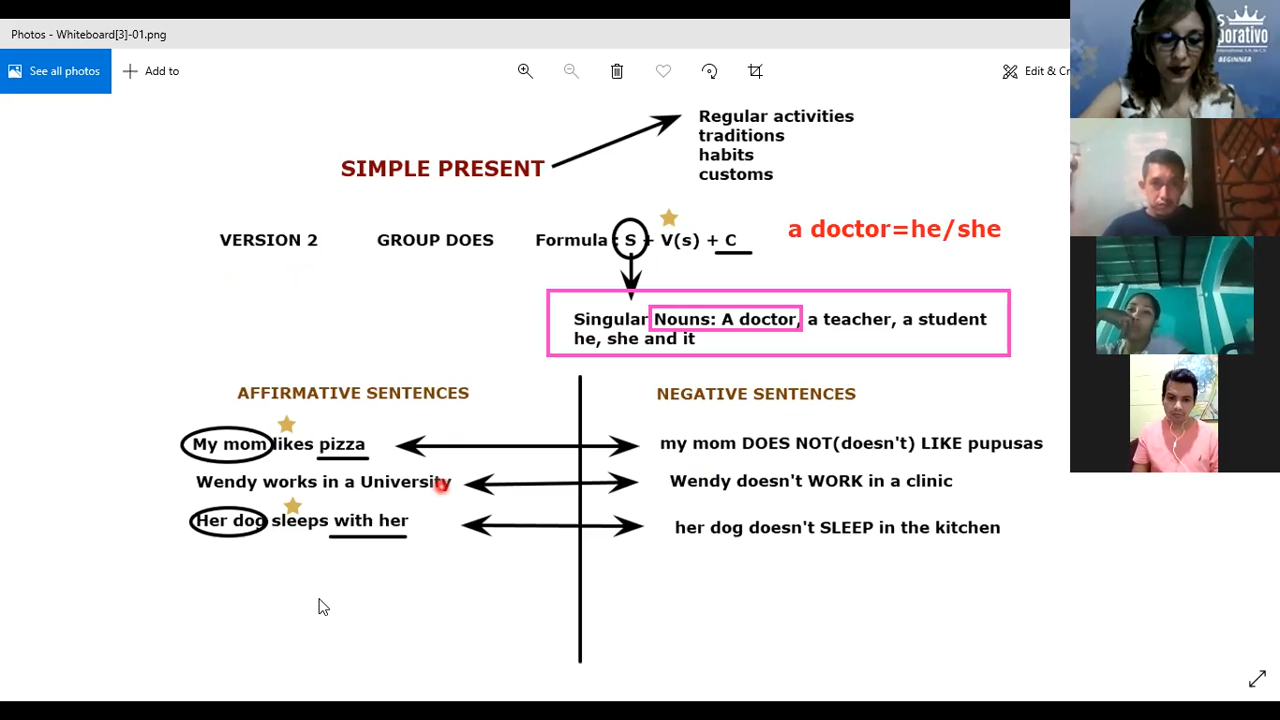 Photos - Whiteboard[3]-01.png
See all photos
Add to
Edit & Cr
S
porativo
BEGINNER
Regular activities
traditions
habits
customs
SIMPLE PRESENT
VERSION 2 GROUP DOES Formula : S + V(s) + C
a doctor=he/she
Singular Nouns: A doctor, a teacher, a student
he, she and it
AFFIRMATIVE SENTENCES
NEGATIVE SENTENCES
My mom likes pizza
my mom DOES NOT(doesn't) LIKE pupusas
Wendy works in a University
Wendy doesn't WORK in a clinic
Her dog sleeps with her
her dog doesn't SLEEP in the kitchen